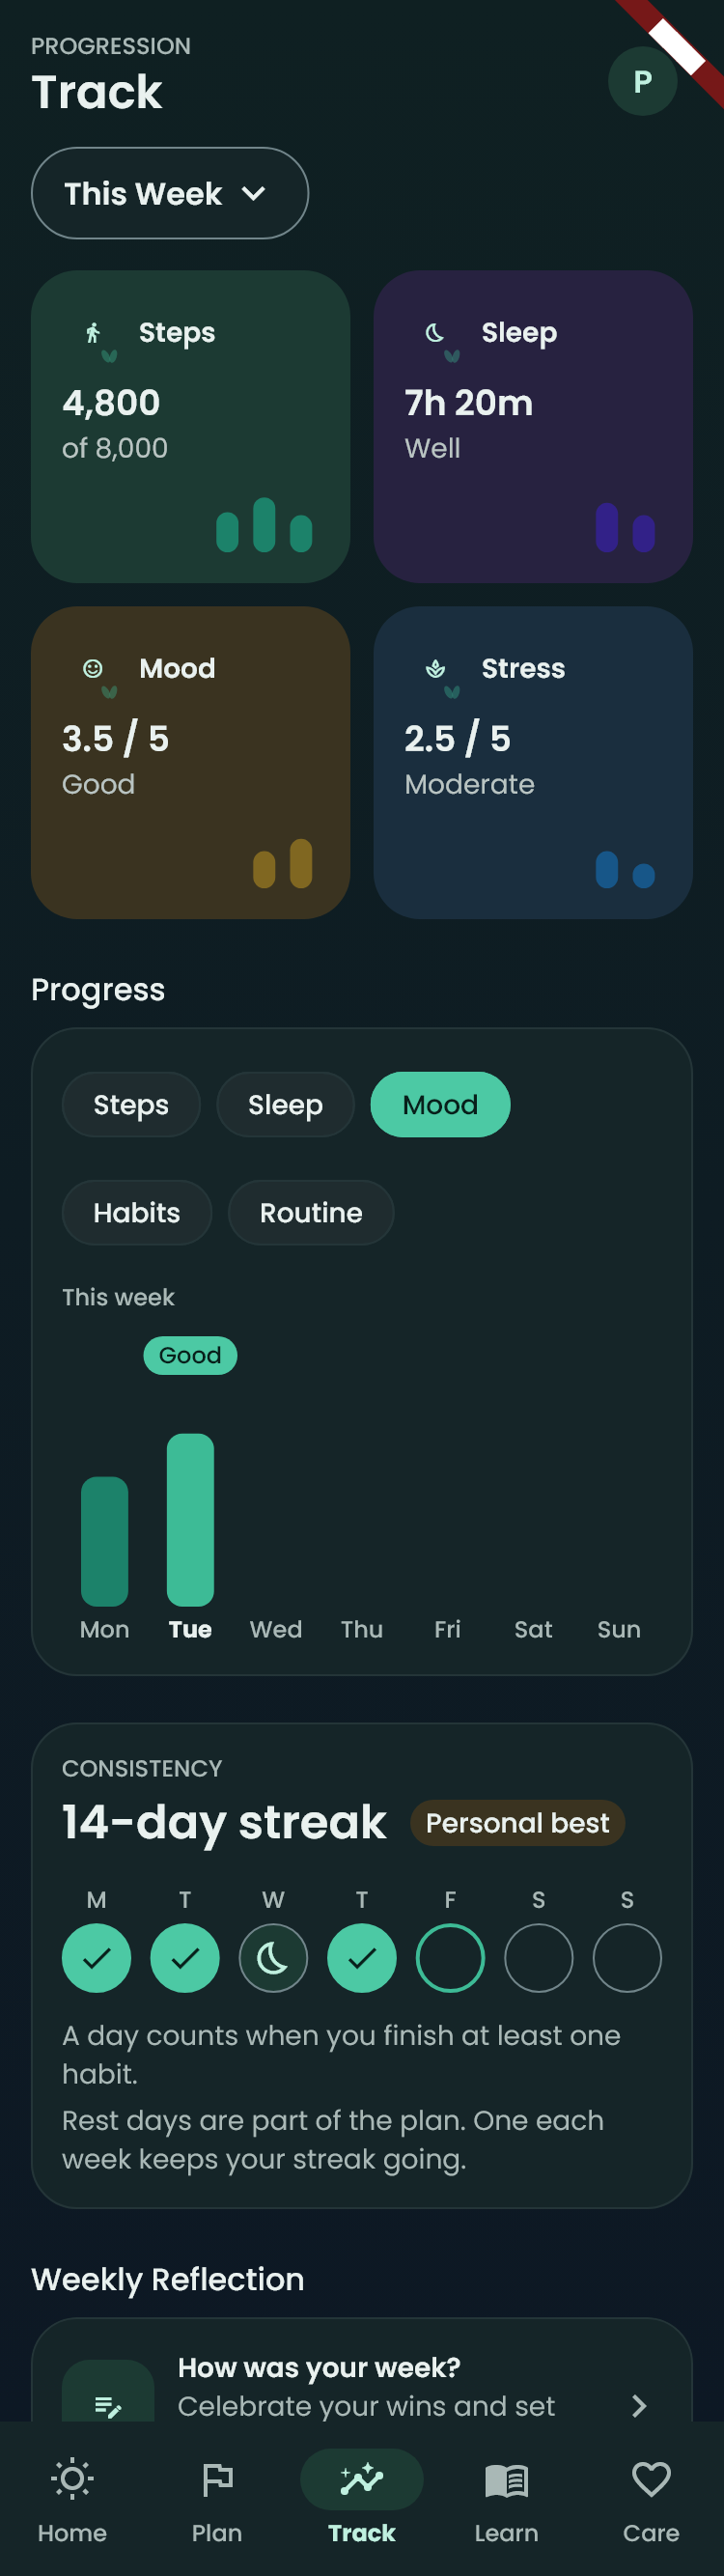 PROGRESSION
Track
P
This Week
Steps
4,800
of 8,000
Sleep
7h 20m
Well
Mood
3.5 / 5
Good
Stress
2.5 / 5
Moderate
Progress
Steps Sleep Mood
Habits Routine
This week
Good
Mon Tue Wed Thu Fri Sat Sun
CONSISTENCY
14-day streak Personal best
M T W T F S S
A day counts when you finish at least one
habit.
Rest days are part of the plan. One each
week keeps your streak going.
Weekly Reflection
How was your week?
Celebrate your wins and set
Home Plan Track Learn Care